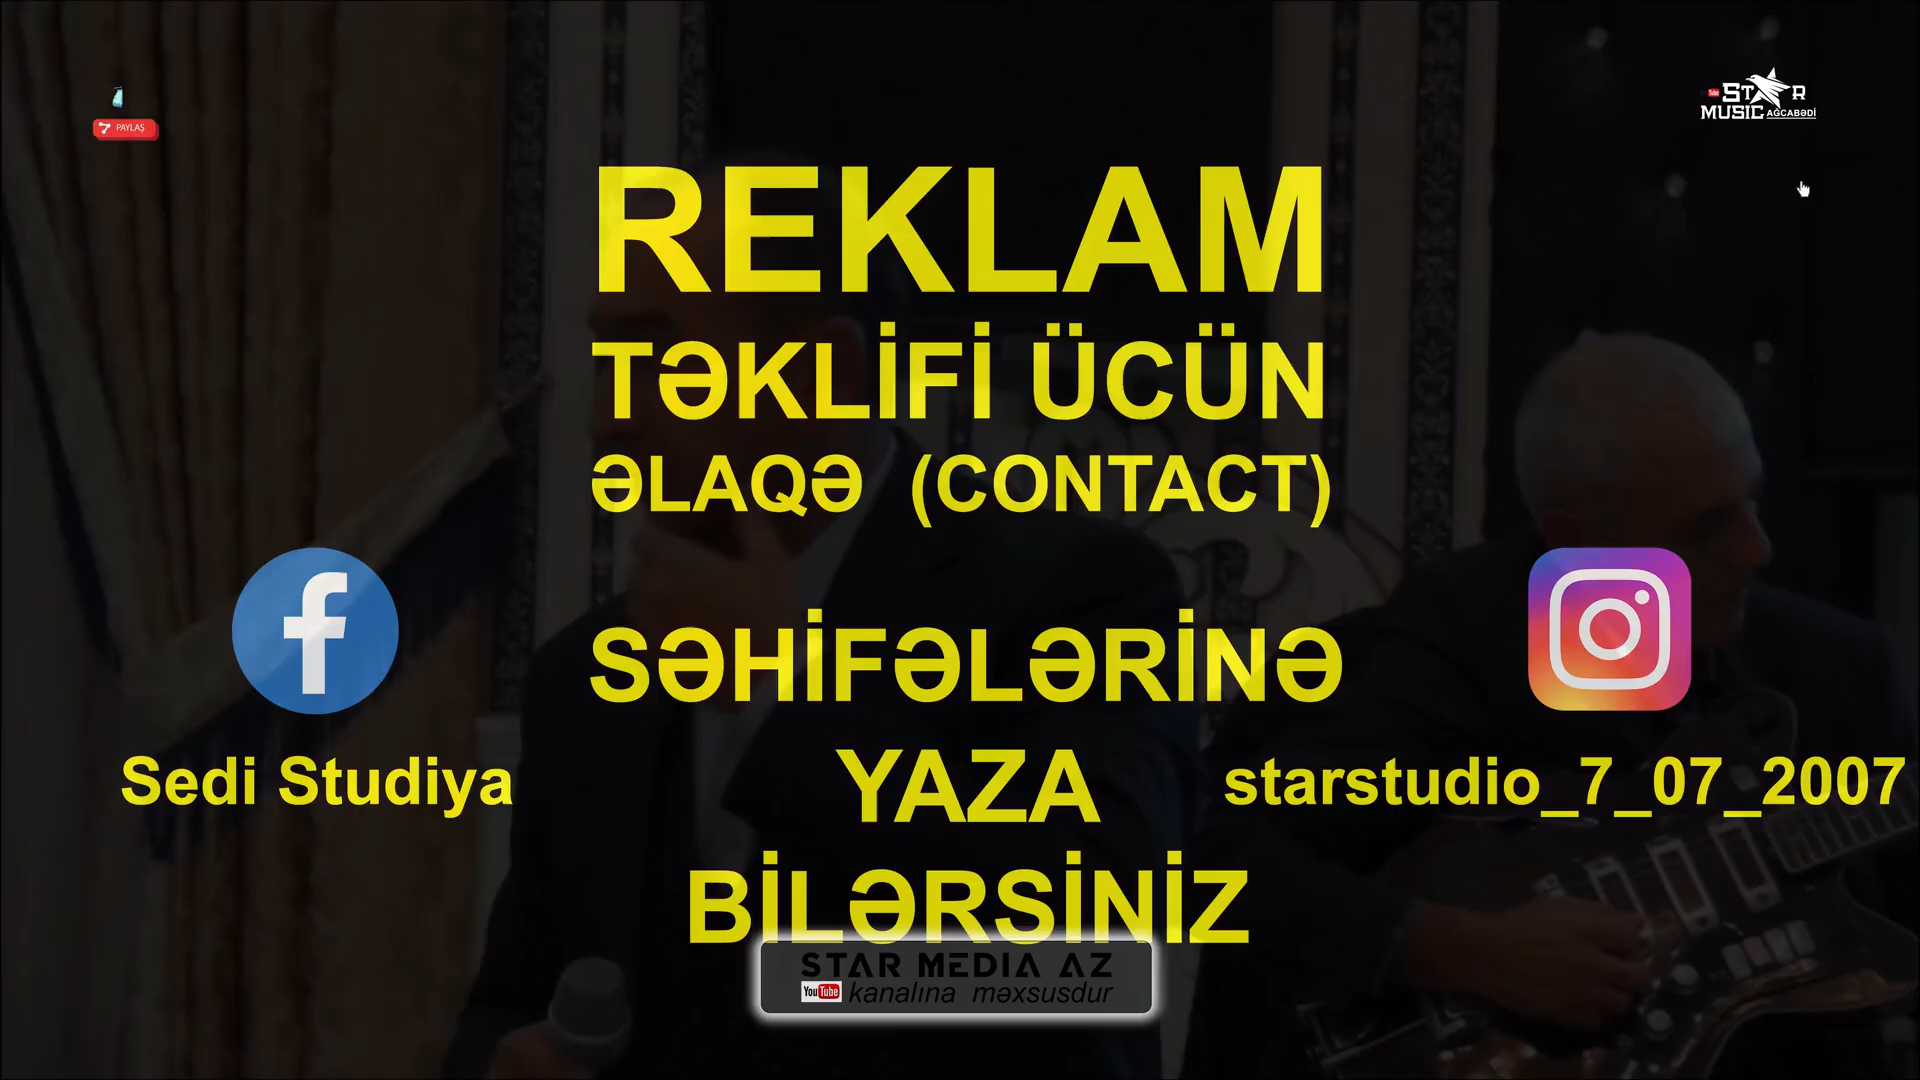 PAYLAŞ
STAR
MUSIC AĞCABƏDİ
REKLAM
TƏKLİFİ ÜCÜN
ƏLAQƏ (CONTACT)
SƏHİFƏLƏRİNƏ
Sedi Studiya
YAZA
starstudio_7_07_2007
BİLƏRSİNİZ
STAR MEDIA AZ
YouTube kanalına məxsusdur